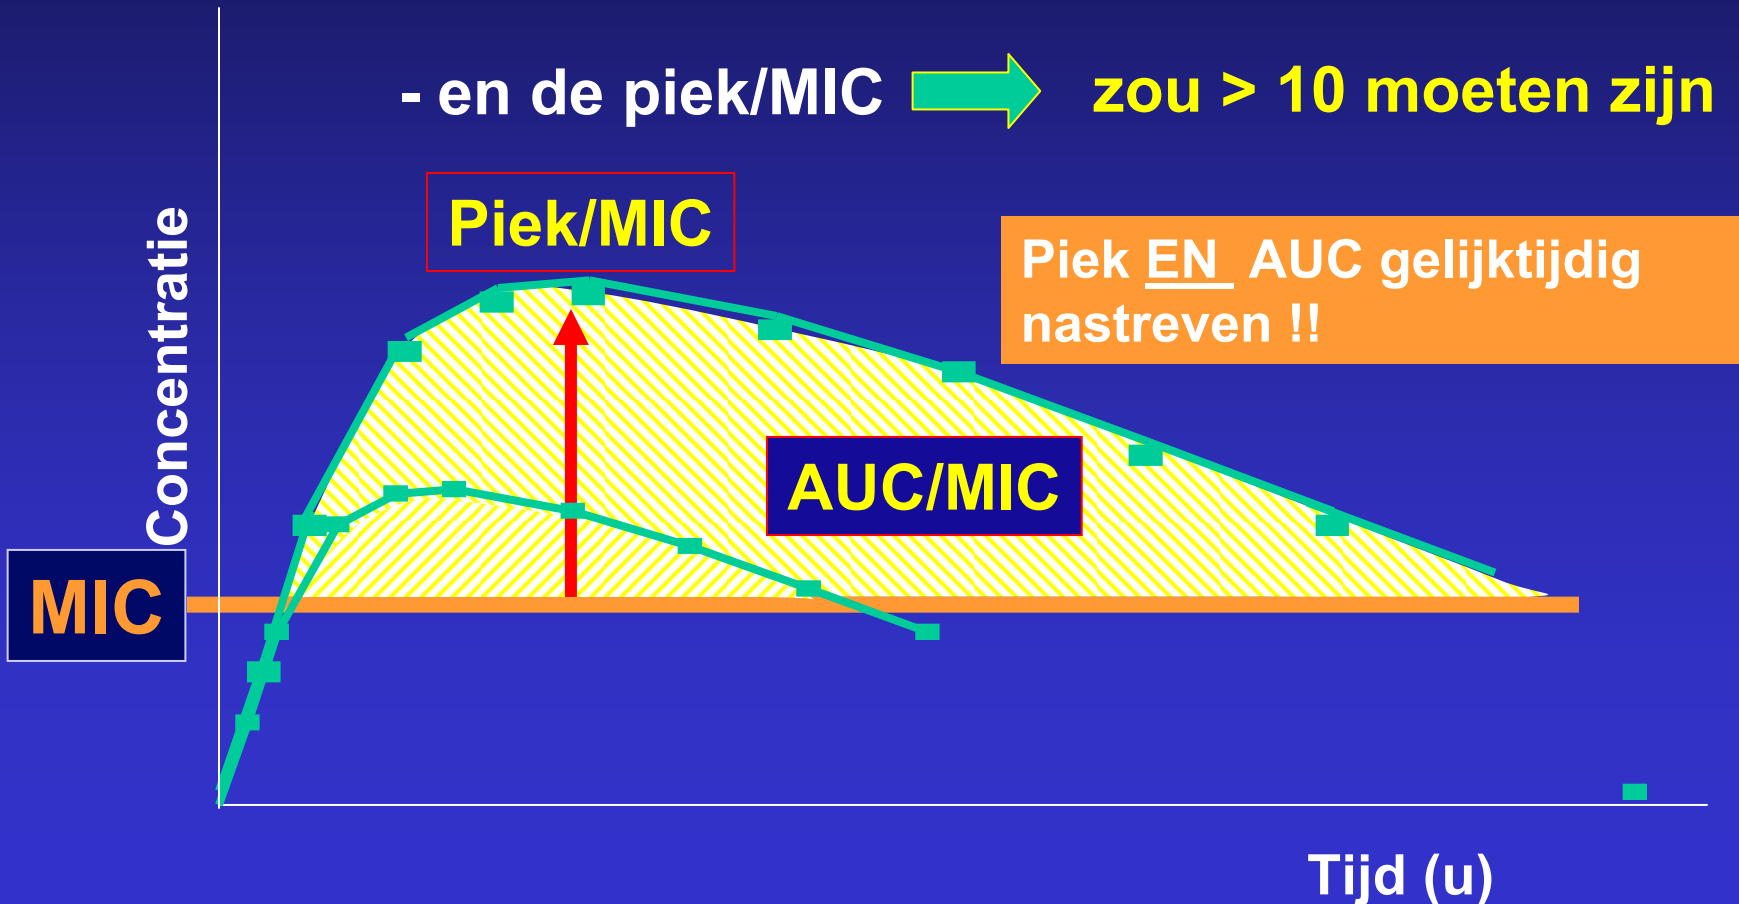 - en de piek/MIC zou > 10 moeten zijn
Piek/MIC
Piek EN AUC gelijktijdig
nastreven !!
Concentratie
AUC/MIC
MIC
Tijd (u)